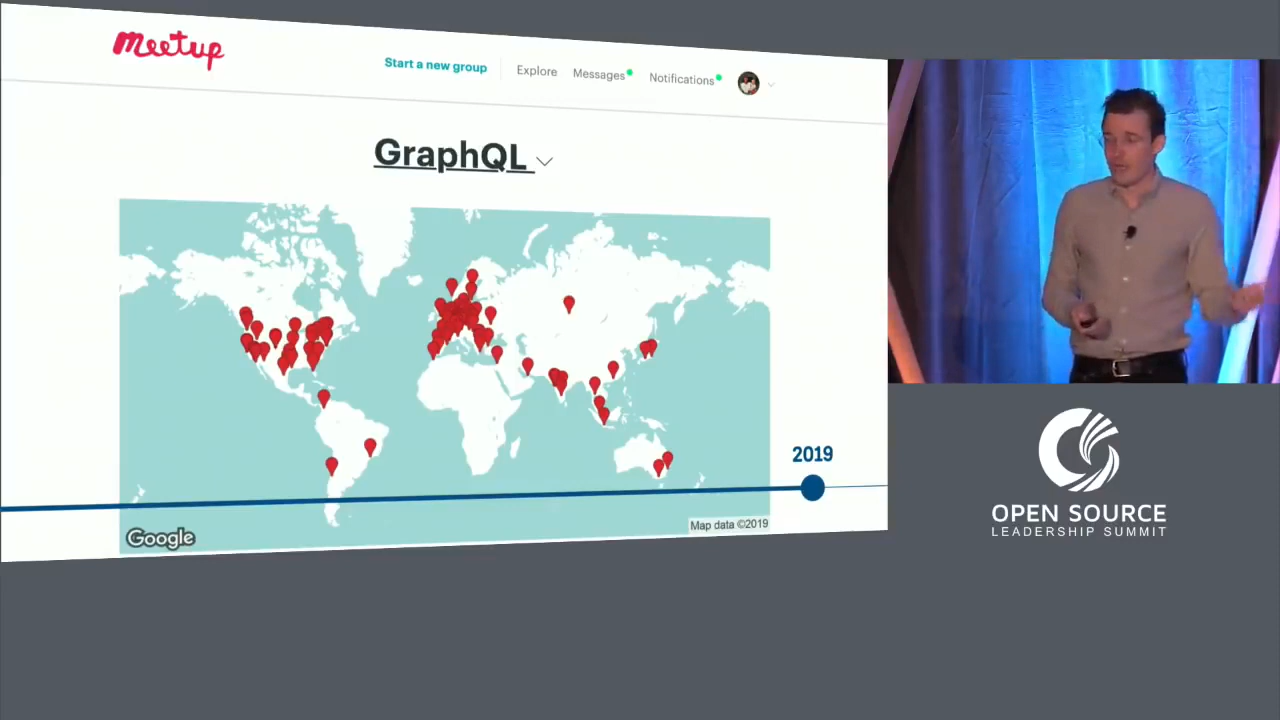 Meetup
Start a new group
Explore
Messages
Notifications
GraphQL
2019
Google
Map data ©2019
OPEN SOURCE
LEADERSHIP SUMMIT